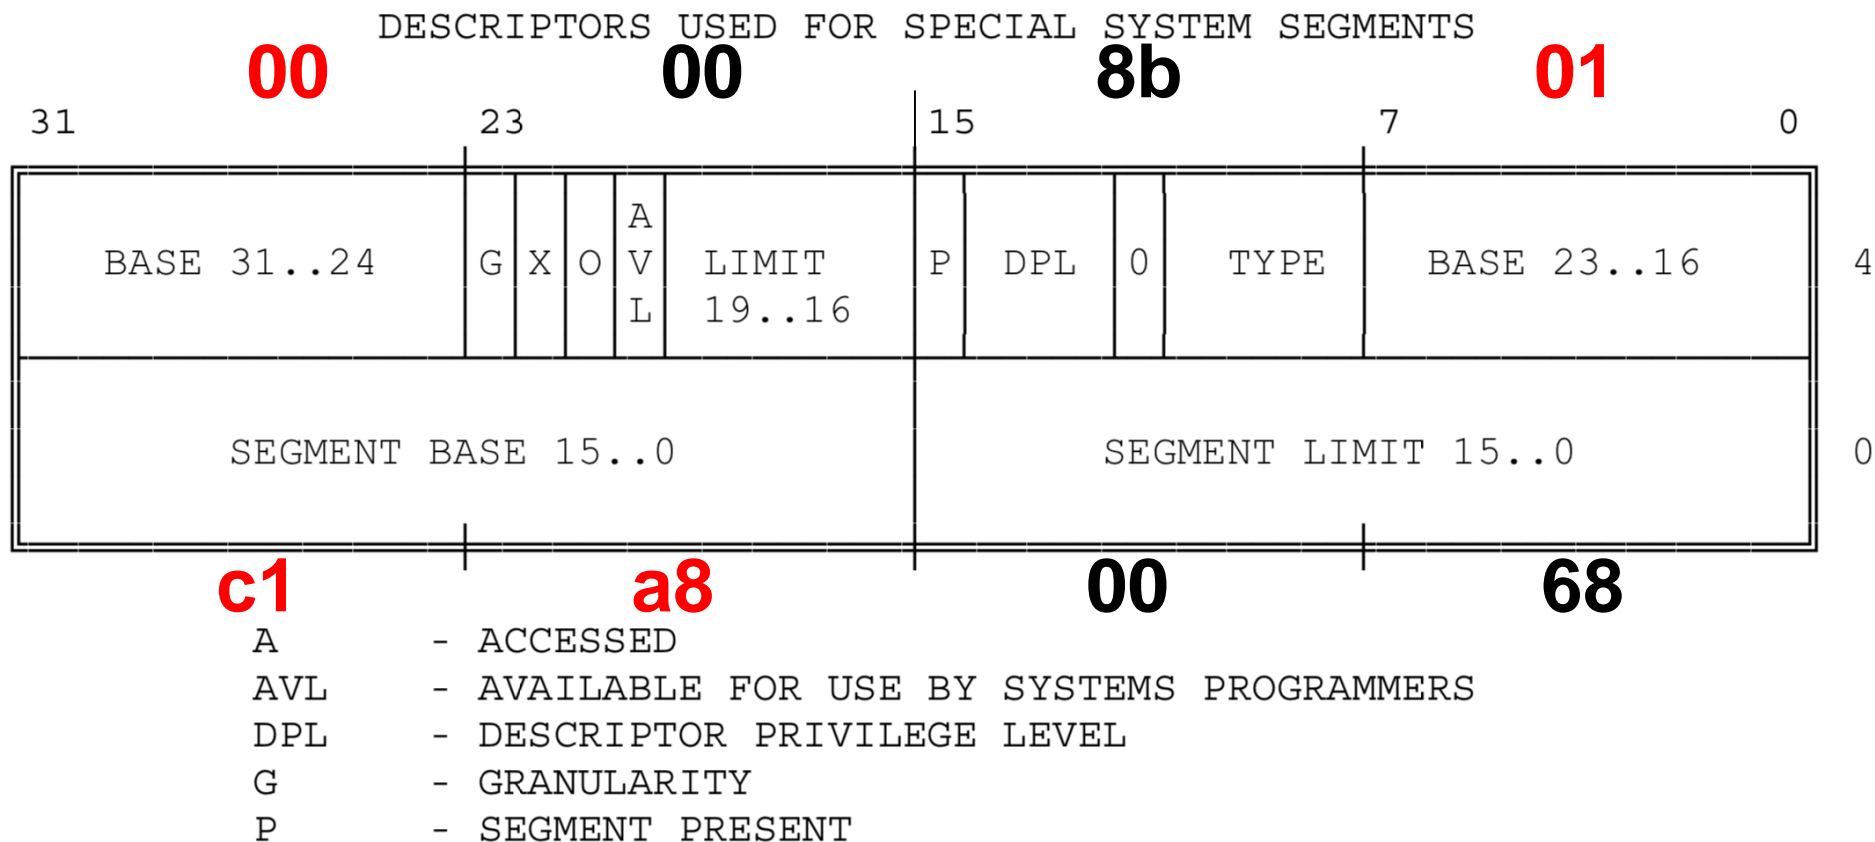 DESCRIPTORS USED FOR SPECIAL SYSTEM SEGMENTS
00 00 8b 01
31 23 15 7 0
BASE 31..24 G X O AVL LIMIT 19..16 P DPL 0 TYPE BASE 23..16 4
SEGMENT BASE 15..0 SEGMENT LIMIT 15..0 0
c1 a8 00 68
A - ACCESSED
AVL - AVAILABLE FOR USE BY SYSTEMS PROGRAMMERS
DPL - DESCRIPTOR PRIVILEGE LEVEL
G - GRANULARITY
P - SEGMENT PRESENT